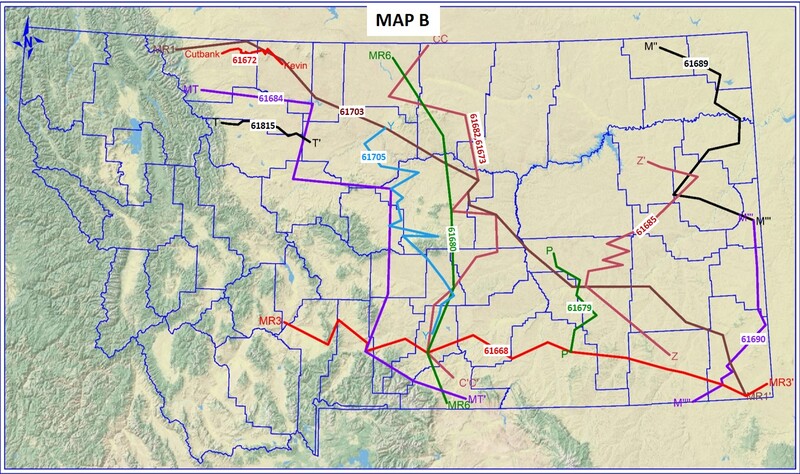 MAP B
N
MR1
Cutbank
61672
Kevin
MR6
CC
M''
61689
MT
61684
61703
61815
T'
Y
61705
61682,61673
Z'
61685
M'''
M'''
61680
P
61679
61690
MR3
Y'
61668
P'
Z
C'C'
MR6'
MT'
MR3'
MR1'
M''''